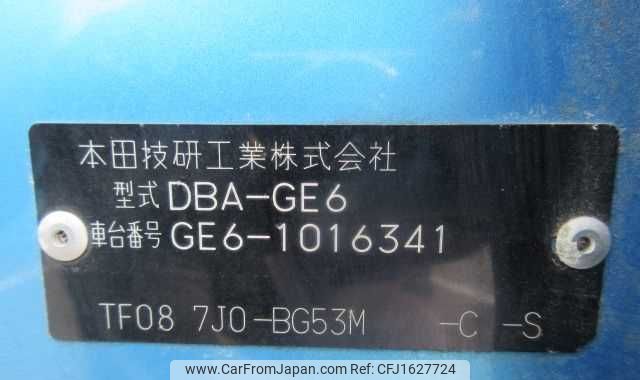 本田技研工業株式会社
型式 DBA-GE6
車台番号 GE6-1016341
TF08 7J0-BG53M -C -S
www.CarFromJapan.com Ref:CFJ1627724